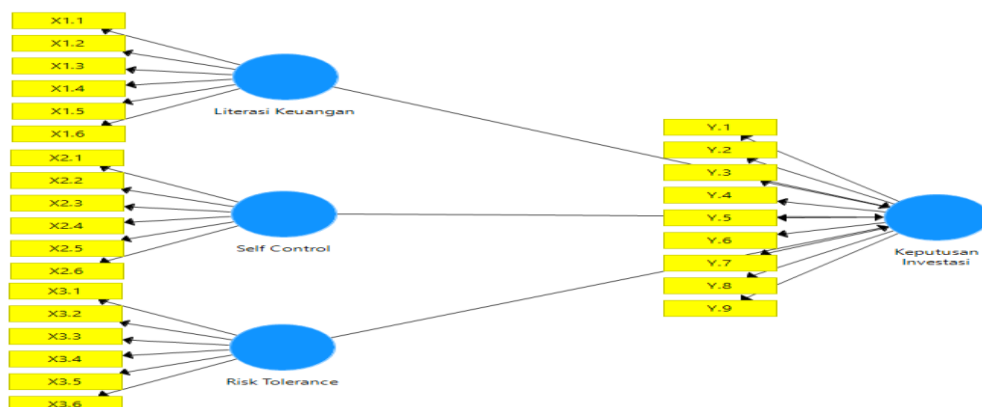 X1.1
X1.2
X1.3
X1.4
X1.5
X1.6
Literasi Keuangan
X2.1
X2.2
X2.3
X2.4
X2.5
X2.6
Self Control
X3.1
X3.2
X3.3
X3.4
X3.5
X3.6
Risk Tolerance
Y.1
Y.2
Y.3
Y.4
Y.5
Y.6
Y.7
Y.8
Y.9
Keputusan
Investasi